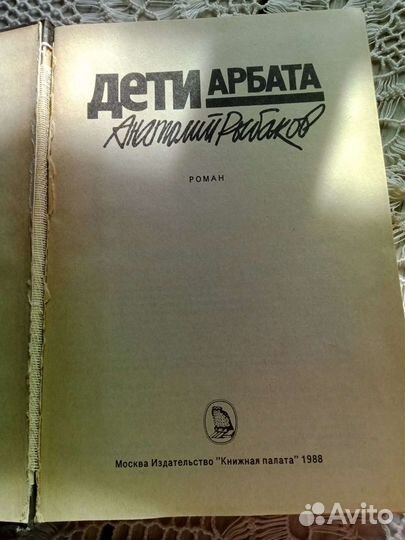 ДЕТИ АРБАТА
Анатолий Рыбаков
РОМАН
Москва Издательство "Книжная палата" 1988
Avito